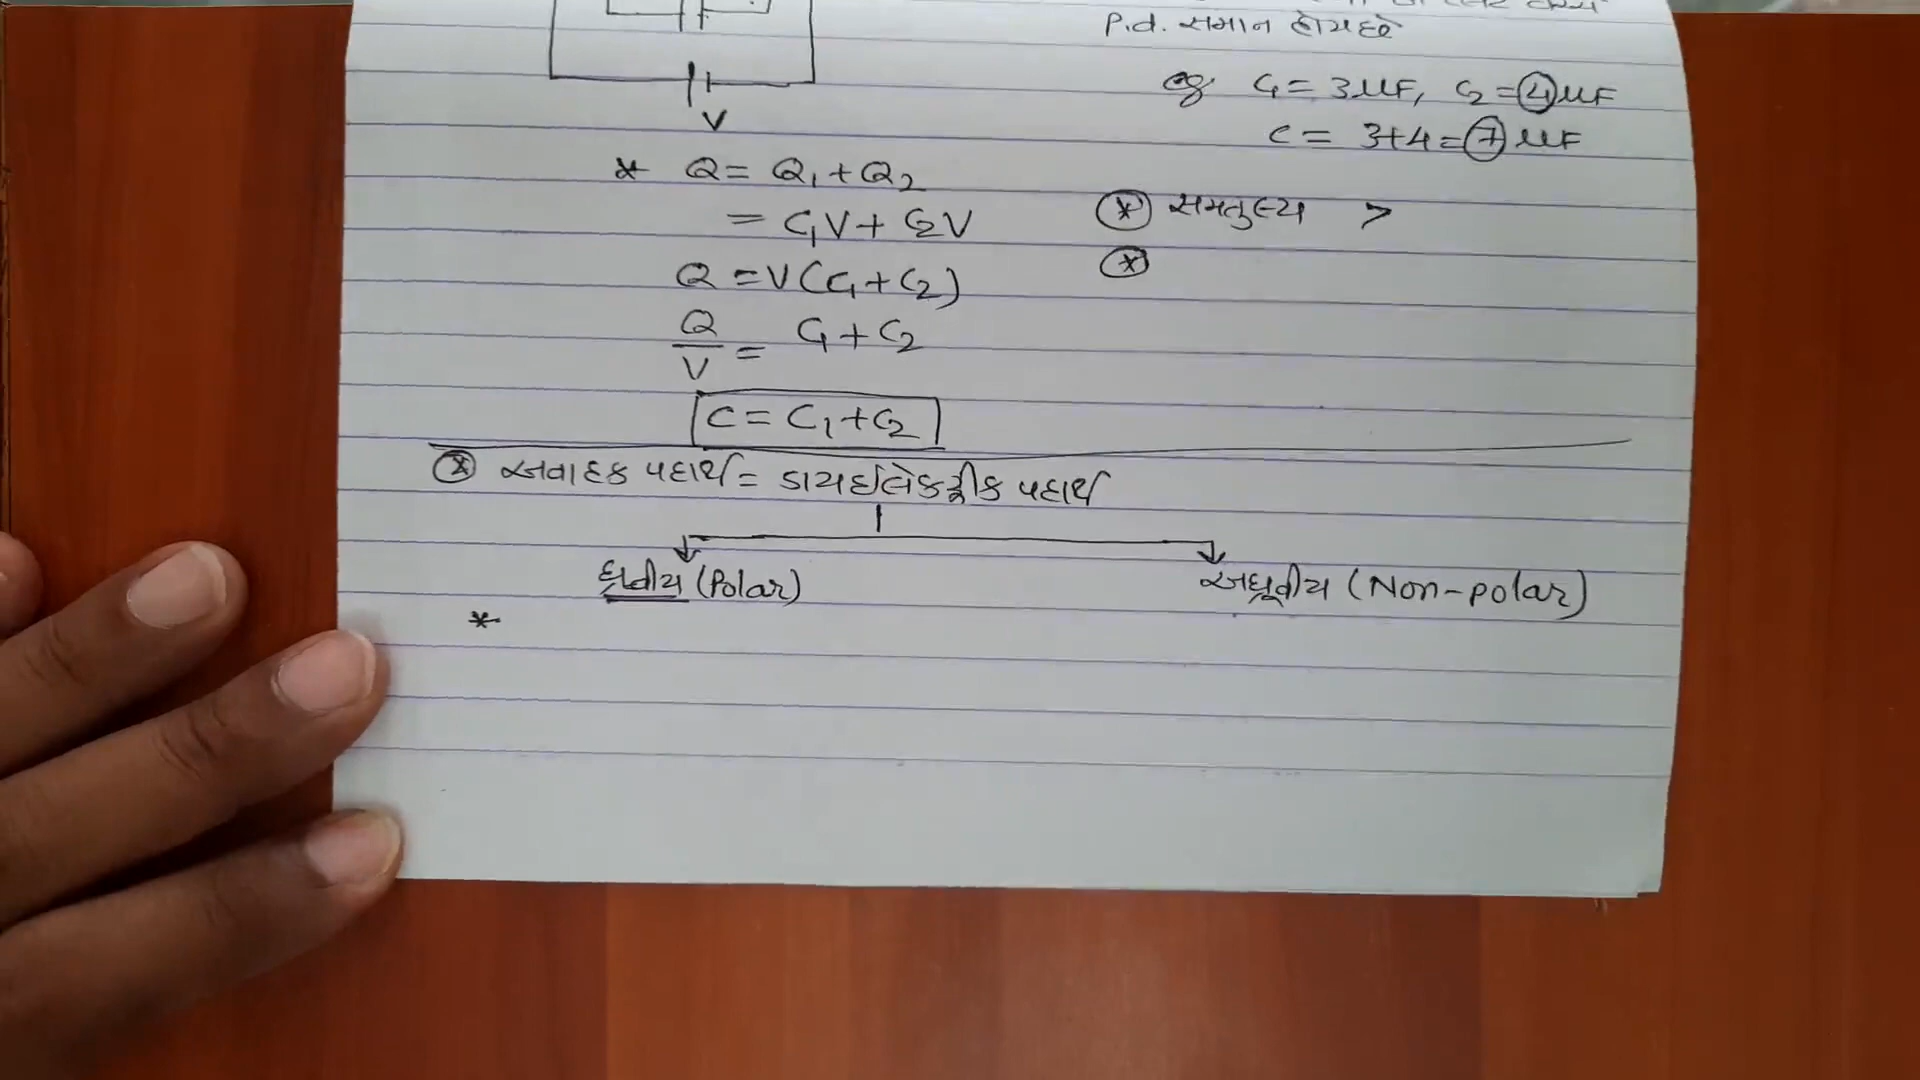 P.d. સમાન હોય છે
eg C₁ = 3μF, C₂ = 4μF
C = 3+4 = 7μF
V
* Q = Q₁ + Q₂
= C₁V + C₂V
Q = V(C₁ + C₂)
Q/V = C₁ + C₂
C = C₁ + C₂
* સમતુલ્ય >
*
* અવાહક પદાર્થ = ડાયઇલેક્ટ્રીક પદાર્થ
ધ્રુવીય (Polar)
અધ્રુવીય (Non-polar)
*